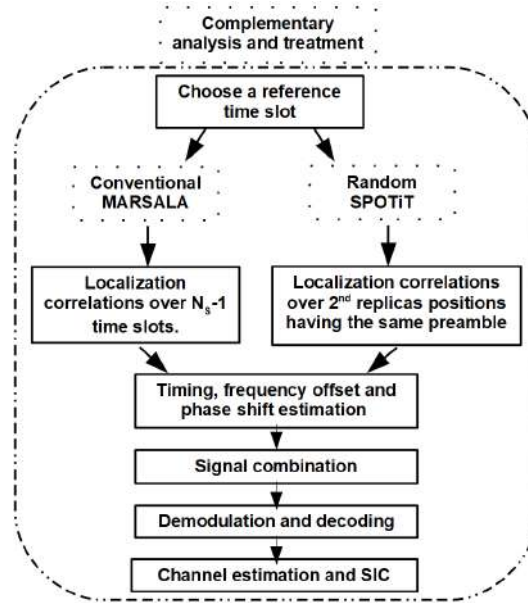 Complementary
analysis and treatment
Choose a reference
time slot
Conventional
MARSALA
Random
SPOTiT
Localization
correlations over Nₛ-1
time slots.
Localization correlations
over 2ⁿᵈ replicas positions
having the same preamble
Timing, frequency offset and
phase shift estimation
Signal combination
Demodulation and decoding
Channel estimation and SIC